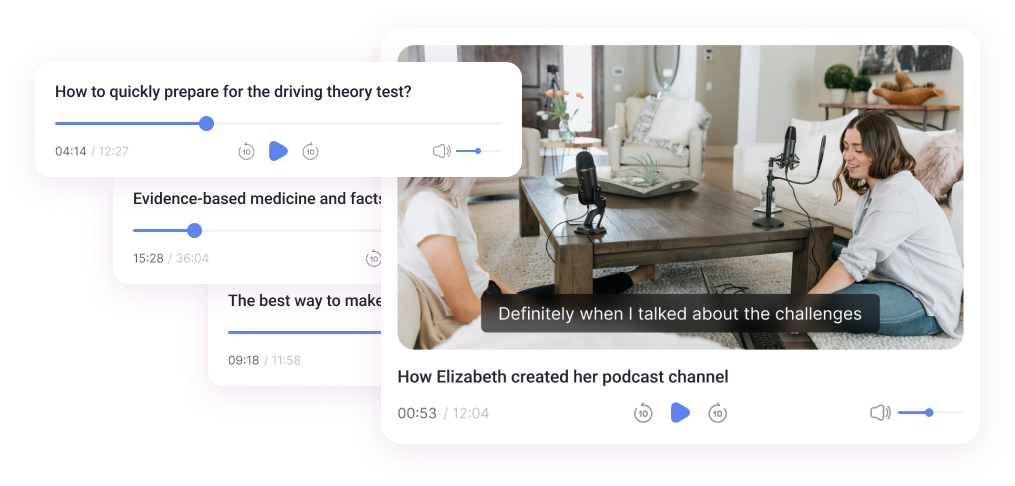 How to quickly prepare for the driving theory test?
04:14 / 12:27
10
10
Evidence-based medicine and facts
15:28 / 36:04
10
The best way to make
09:18 / 11:58
Definitely when I talked about the challenges
How Elizabeth created her podcast channel
00:53 / 12:04
10
10